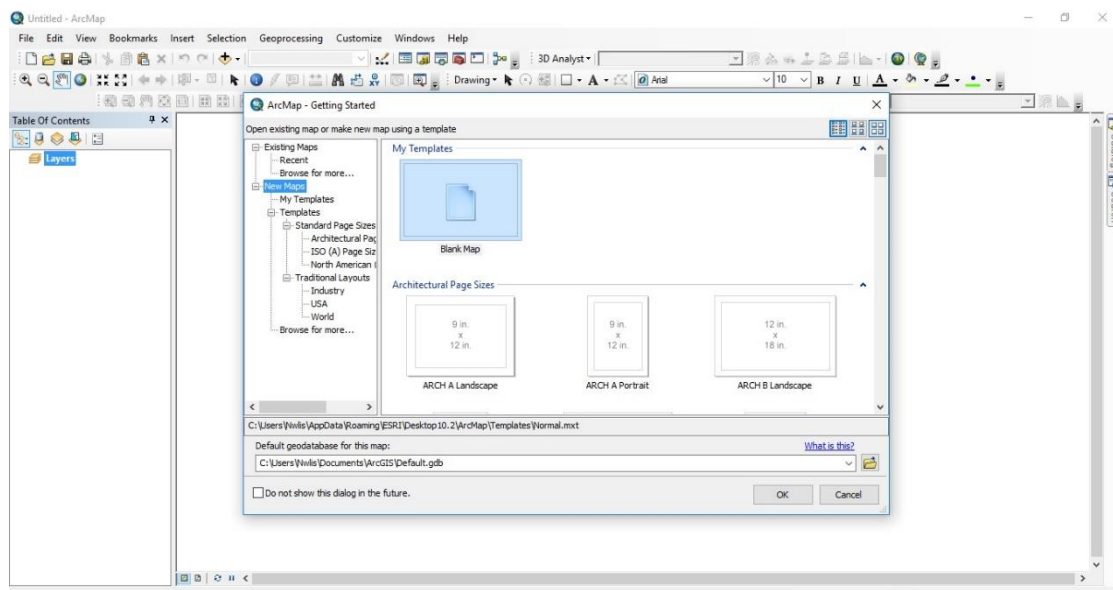 Untitled - ArcMap
File Edit View Bookmarks Insert Selection Geoprocessing Customize Windows Help
3D Analyst
Drawing Arial 10 B I U A
Table Of Contents
Layers
ArcMap - Getting Started
Open existing map or make new map using a template
Existing Maps
Recent
Browse for more...
New Maps
My Templates
Templates
Standard Page Sizes
Architectural Pag
ISO (A) Page Siz
North American
Traditional Layouts
Industry
USA
World
Browse for more...
My Templates
Blank Map
Architectural Page Sizes
9 in.
x
12 in.
ARCH A Landscape
9 in.
x
12 in.
ARCH A Portrait
12 in.
x
18 in.
ARCH B Landscape
C:\Users\Nwlis\AppData\Roaming\ESRI\Desktop10.2\ArcMap\Templates\Normal.mxt
Default geodatabase for this map:
What is this?
C:\Users\Nwlis\Documents\ArcGIS\Default.gdb
Do not show this dialog in the future.
OK Cancel